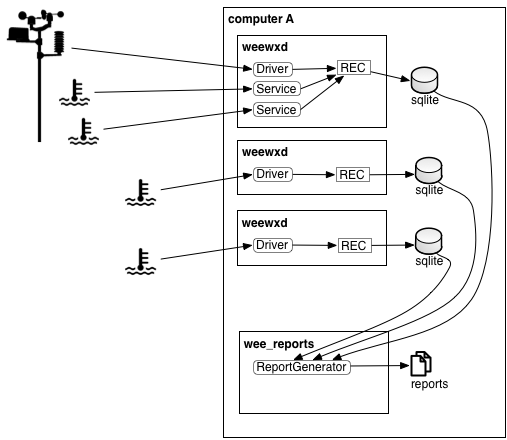 computer A
weewxd
Driver
REC
Service
Service
sqlite
weewxd
Driver
REC
sqlite
weewxd
Driver
REC
sqlite
wee_reports
ReportGenerator
reports